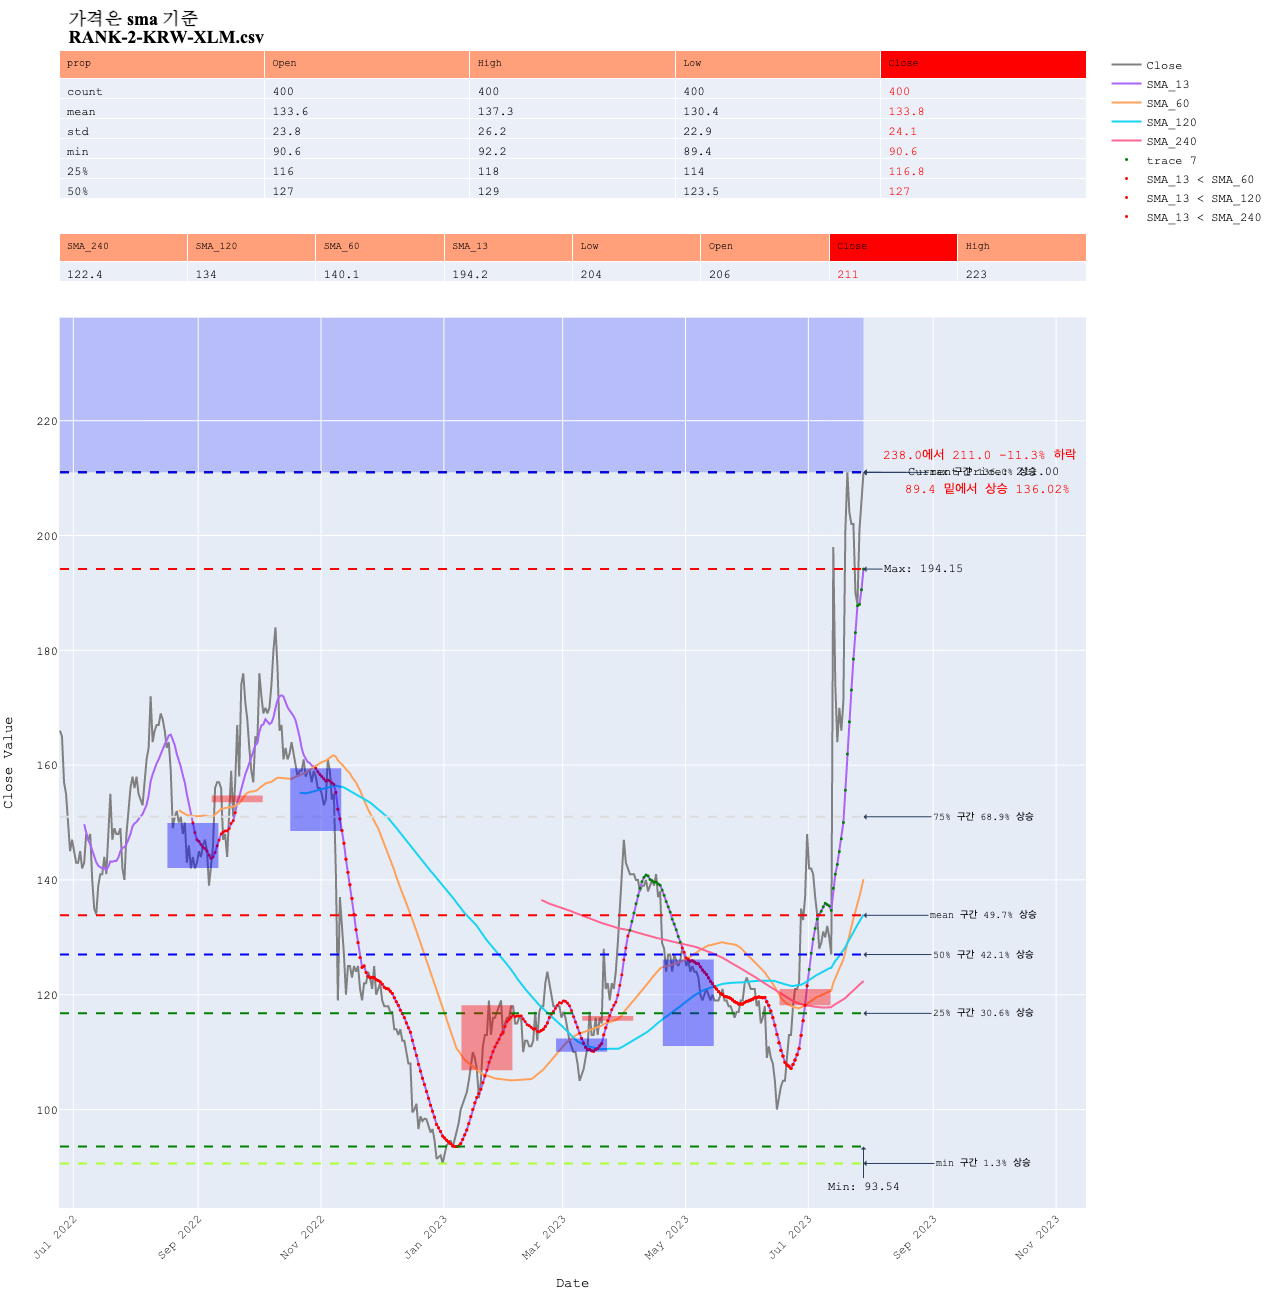 가격은 sma 기준
RANK-2-KRW-XLM.csv
prop Open High Low Close
count 400 400 400 400
mean 133.6 137.3 130.4 133.8
std 23.8 26.2 22.9 24.1
min 90.6 92.2 89.4 90.6
25% 116 118 114 116.8
50% 127 129 123.5 127
SMA_240 SMA_120 SMA_60 SMA_13 Low Open Close High
122.4 134 140.1 194.2 204 206 211 223
Close
SMA_13
SMA_60
SMA_120
SMA_240
trace 7
SMA_13 < SMA_60
SMA_13 < SMA_120
SMA_13 < SMA_240
Close Value
220
200
180
160
140
120
100
238.0에서 211.0 -11.3% 하락
89.4 밑에서 상승 136.02%
Max: 194.15
75% 구간 68.9% 상승
mean 구간 49.7% 상승
50% 구간 42.1% 상승
25% 구간 30.6% 상승
min 구간 1.3% 상승
Min: 93.54
Jul 2022
Sep 2022
Nov 2022
Jan 2023
Mar 2023
May 2023
Jul 2023
Sep 2023
Nov 2023
Date